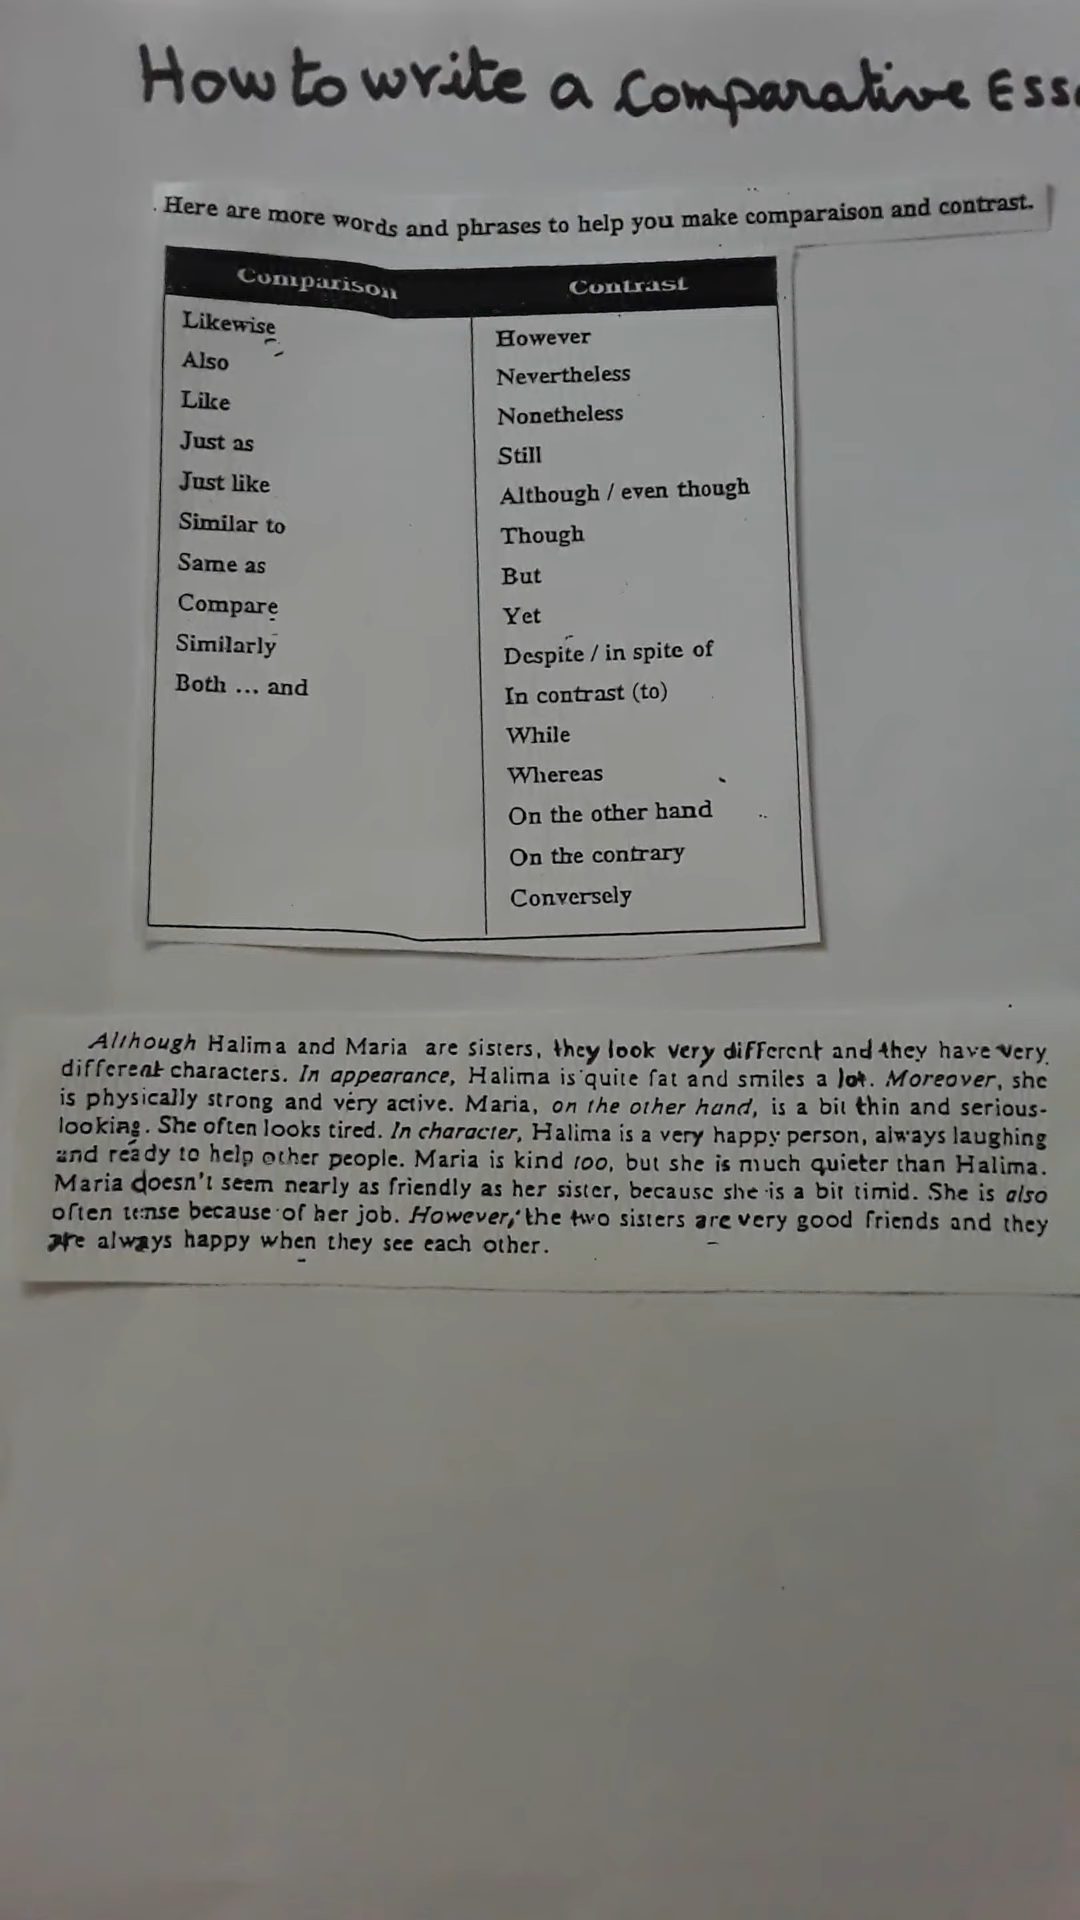 How to write a comparative Ess
Here are more words and phrases to help you make comparaison and contrast.
Comparison
Contrast
Likewise
Also
Like
Just as
Just like
Similar to
Same as
Compare
Similarly
Both ... and
However
Nevertheless
Nonetheless
Still
Although / even though
Though
But
Yet
Despite / in spite of
In contrast (to)
While
Whereas
On the other hand
On the contrary
Conversely
Although Halima and Maria are sisters, they look very different and they have very
different characters. In appearance, Halima is quite fat and smiles a lot. Moreover, she
is physically strong and very active. Maria, on the other hand, is a bit thin and serious-
looking. She often looks tired. In character, Halima is a very happy person, always laughing
and ready to help other people. Maria is kind too, but she is much quieter than Halima.
Maria doesn't seem nearly as friendly as her sister, because she is a bit timid. She is also
often tense because of her job. However, the two sisters are very good friends and they
are always happy when they see each other.